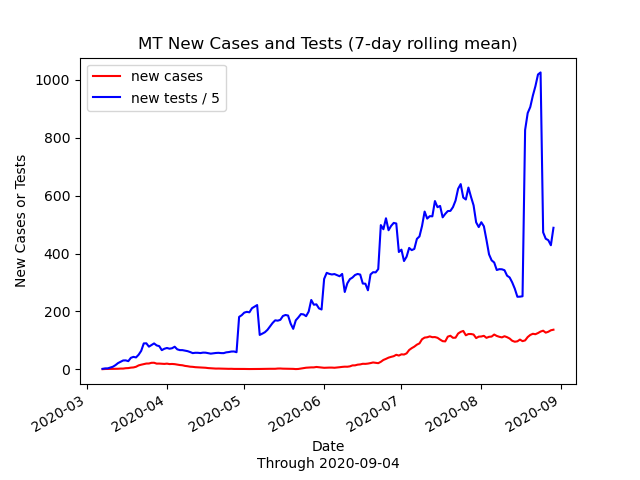 MT New Cases and Tests (7-day rolling mean)
new cases
new tests / 5
New Cases or Tests
1000
800
600
400
200
0
2020-03
2020-04
2020-05
2020-06
2020-07
2020-08
2020-09
Date
Through 2020-09-04